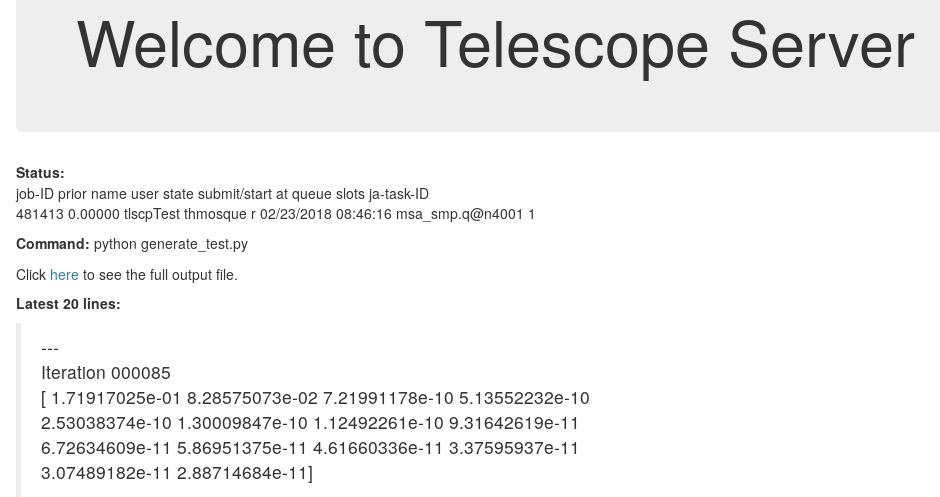 Welcome to Telescope Server
Status:
job-ID prior name user state submit/start at queue slots ja-task-ID
481413 0.00000 tlscpTest thmosque r 02/23/2018 08:46:16 msa_smp.q@n4001 1
Command: python generate_test.py
Click here to see the full output file.
Latest 20 lines:
---
Iteration 000085
[ 1.71917025e-01 8.28575073e-02 7.21991178e-10 5.13552232e-10
2.53038374e-10 1.30009847e-10 1.12492261e-10 9.31642619e-11
6.72634609e-11 5.86951375e-11 4.61660336e-11 3.37595937e-11
3.07489182e-11 2.88714684e-11]